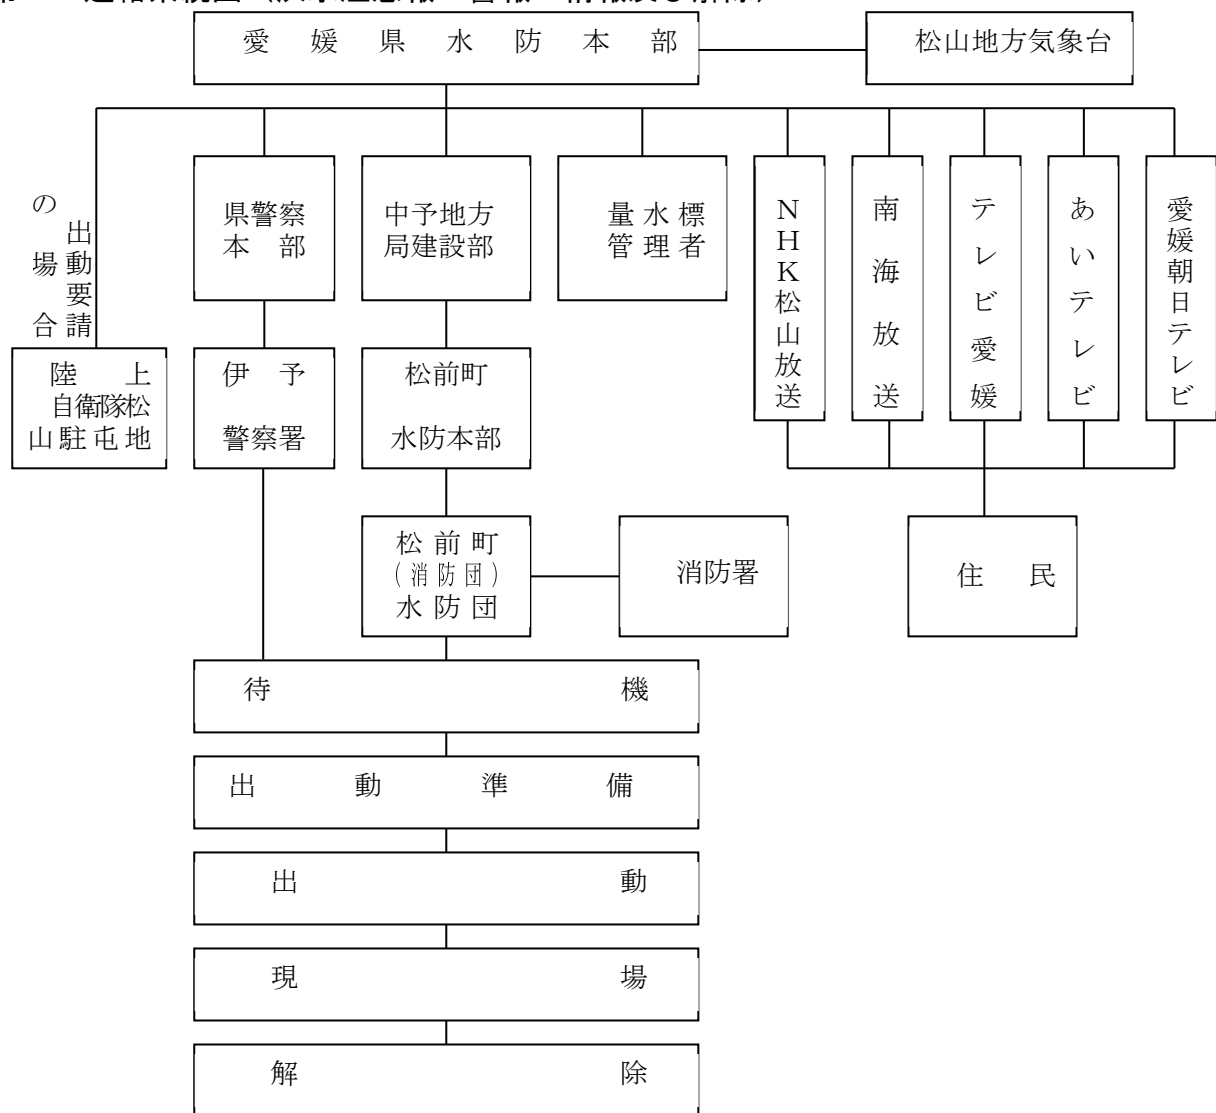 愛媛県水防本部
松山地方気象台
出動要請
の場合
県警察
本部
中予地方
局建設部
量水標
管理者
NHK松山放送
南海放送
テレビ愛媛
あいテレビ
愛媛朝日テレビ
陸上
自衛隊松
山駐屯地
伊予
警察署
松前町
水防本部
松前町
(消防団)
水防団
消防署
住民
待機
出動準備
出動
現場
解除